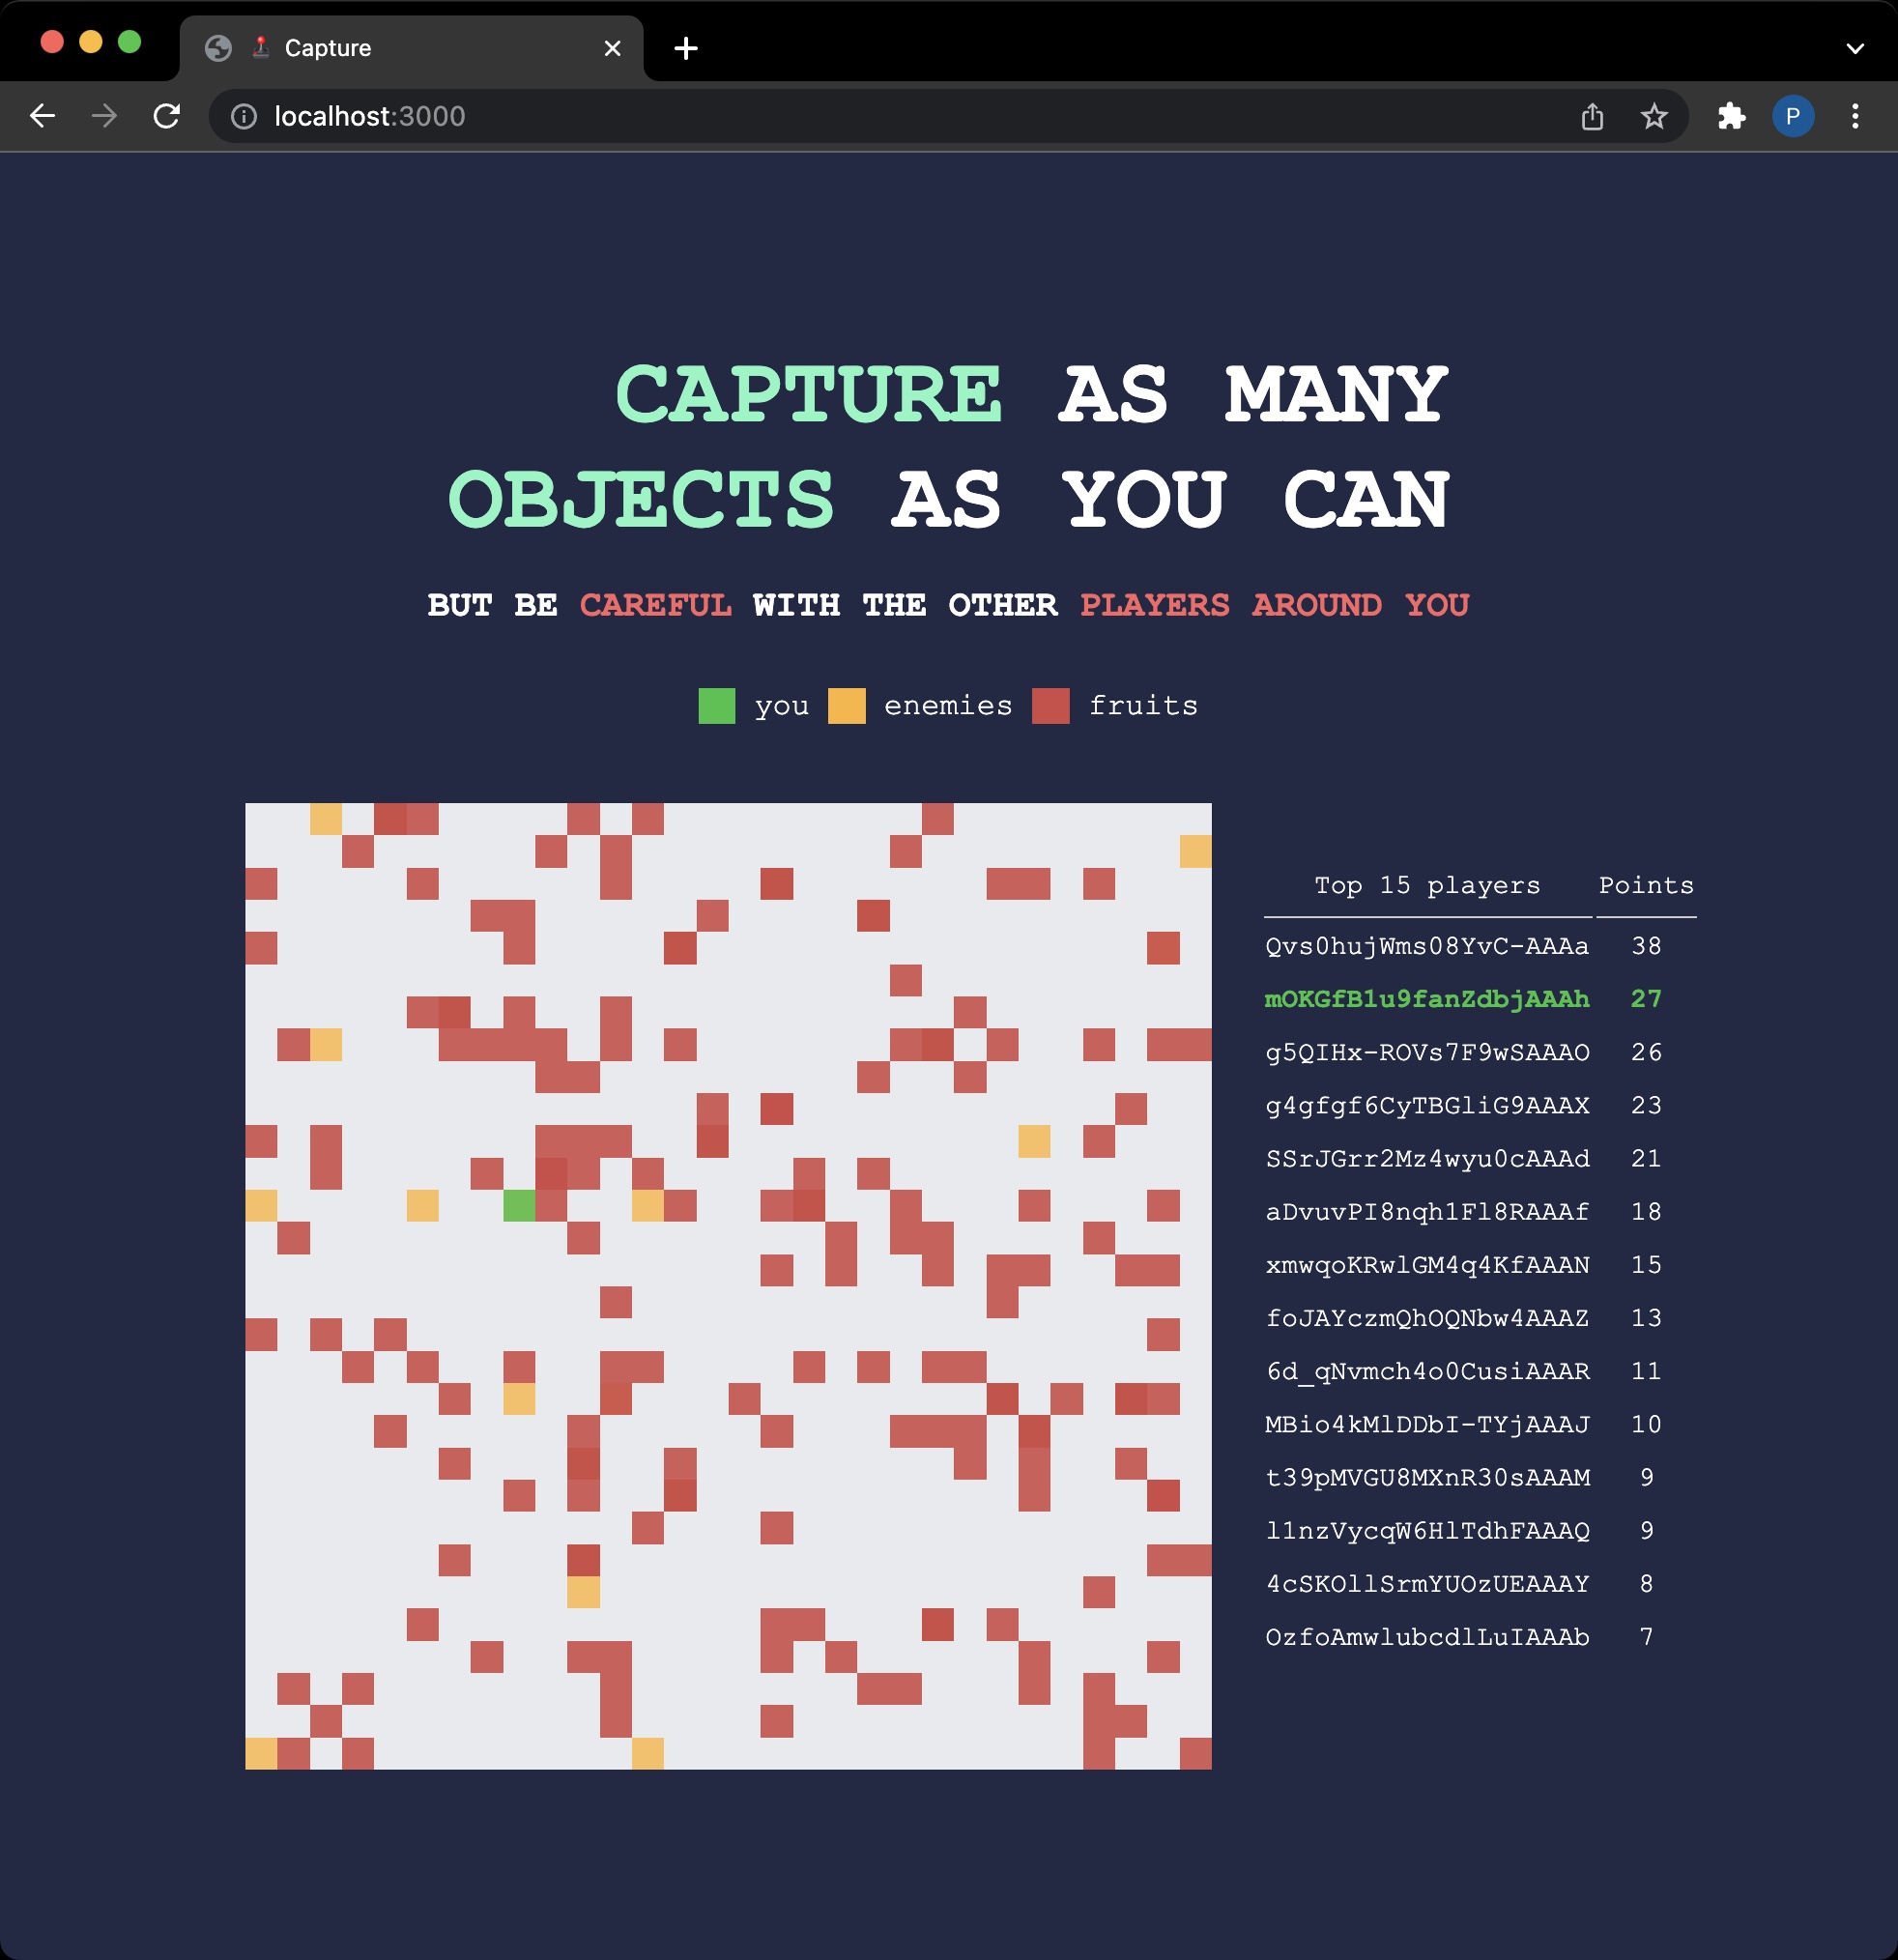 Capture
localhost:3000
P
CAPTURE AS MANY
OBJECTS AS YOU CAN
BUT BE CAREFUL WITH THE OTHER PLAYERS AROUND YOU
you enemies fruits
Top 15 players Points
Qvs0hujWms08YvC-AAAa 38
mOKGfB1u9fanZdbjAAAh 27
g5QIHx-ROVs7F9wSAAAO 26
g4gfgf6CyTBGliG9AAAX 23
SSrJGrr2Mz4wyu0cAAAd 21
aDvuvPI8nqh1Fl8RAAAf 18
xmwqoKRwlGM4q4KfAAAN 15
foJAYczmQhOQNbw4AAAZ 13
6d_qNvmch4o0CusiAAAR 11
MBio4kMlDDbI-TYjAAAJ 10
t39pMVGU8MXnR30sAAAM 9
l1nzVycqW6HlTdhFAAAQ 9
4cSKOllSrmYUOzUEAAAY 8
OzfoAmwlubcdlLuIAAAb 7